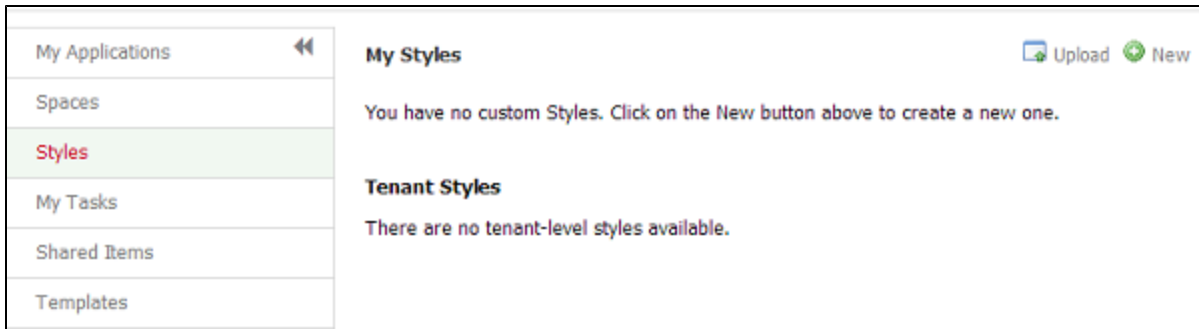 My Applications
Spaces
Styles
My Tasks
Shared Items
Templates
My Styles
Upload New
You have no custom Styles. Click on the New button above to create a new one.
Tenant Styles
There are no tenant-level styles available.